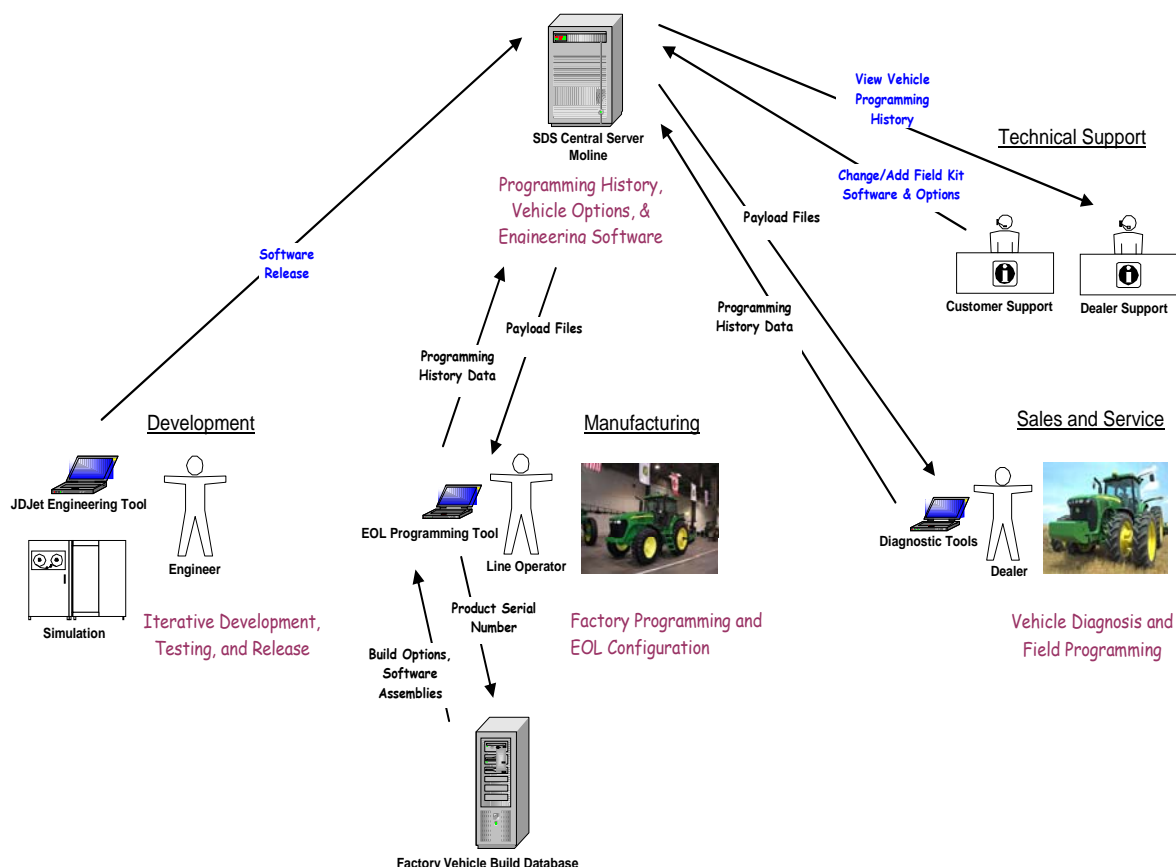 SDS Central Server
Moline
Programming History,
Vehicle Options, &
Engineering Software
View Vehicle
Programming
History
Technical Support
Change/Add Field Kit
Software & Options
Payload Files
Customer Support
Dealer Support
Software
Release
Payload Files
Programming
History Data
Programming
History Data
Development
Manufacturing
Sales and Service
JDJet Engineering Tool
Engineer
Simulation
Iterative Development,
Testing, and Release
EOL Programming Tool
Line Operator
Product Serial
Number
Build Options,
Software
Assemblies
Factory Programming and
EOL Configuration
Diagnostic Tools
Dealer
Vehicle Diagnosis and
Field Programming
Factory Vehicle Build Database